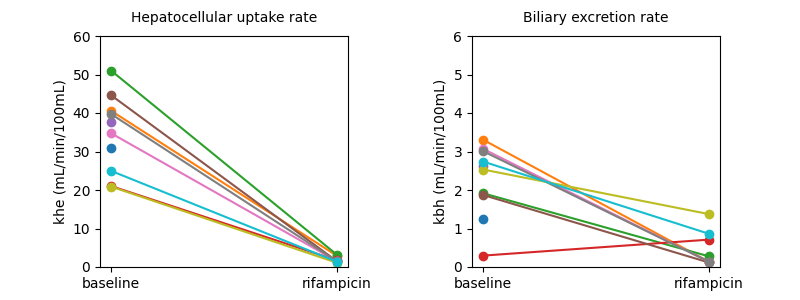 Hepatocellular uptake rate
60
50
40
30
20
10
0
khe (mL/min/100mL)
baseline
rifampicin
Biliary excretion rate
6
5
4
3
2
1
0
kbh (mL/min/100mL)
baseline
rifampicin